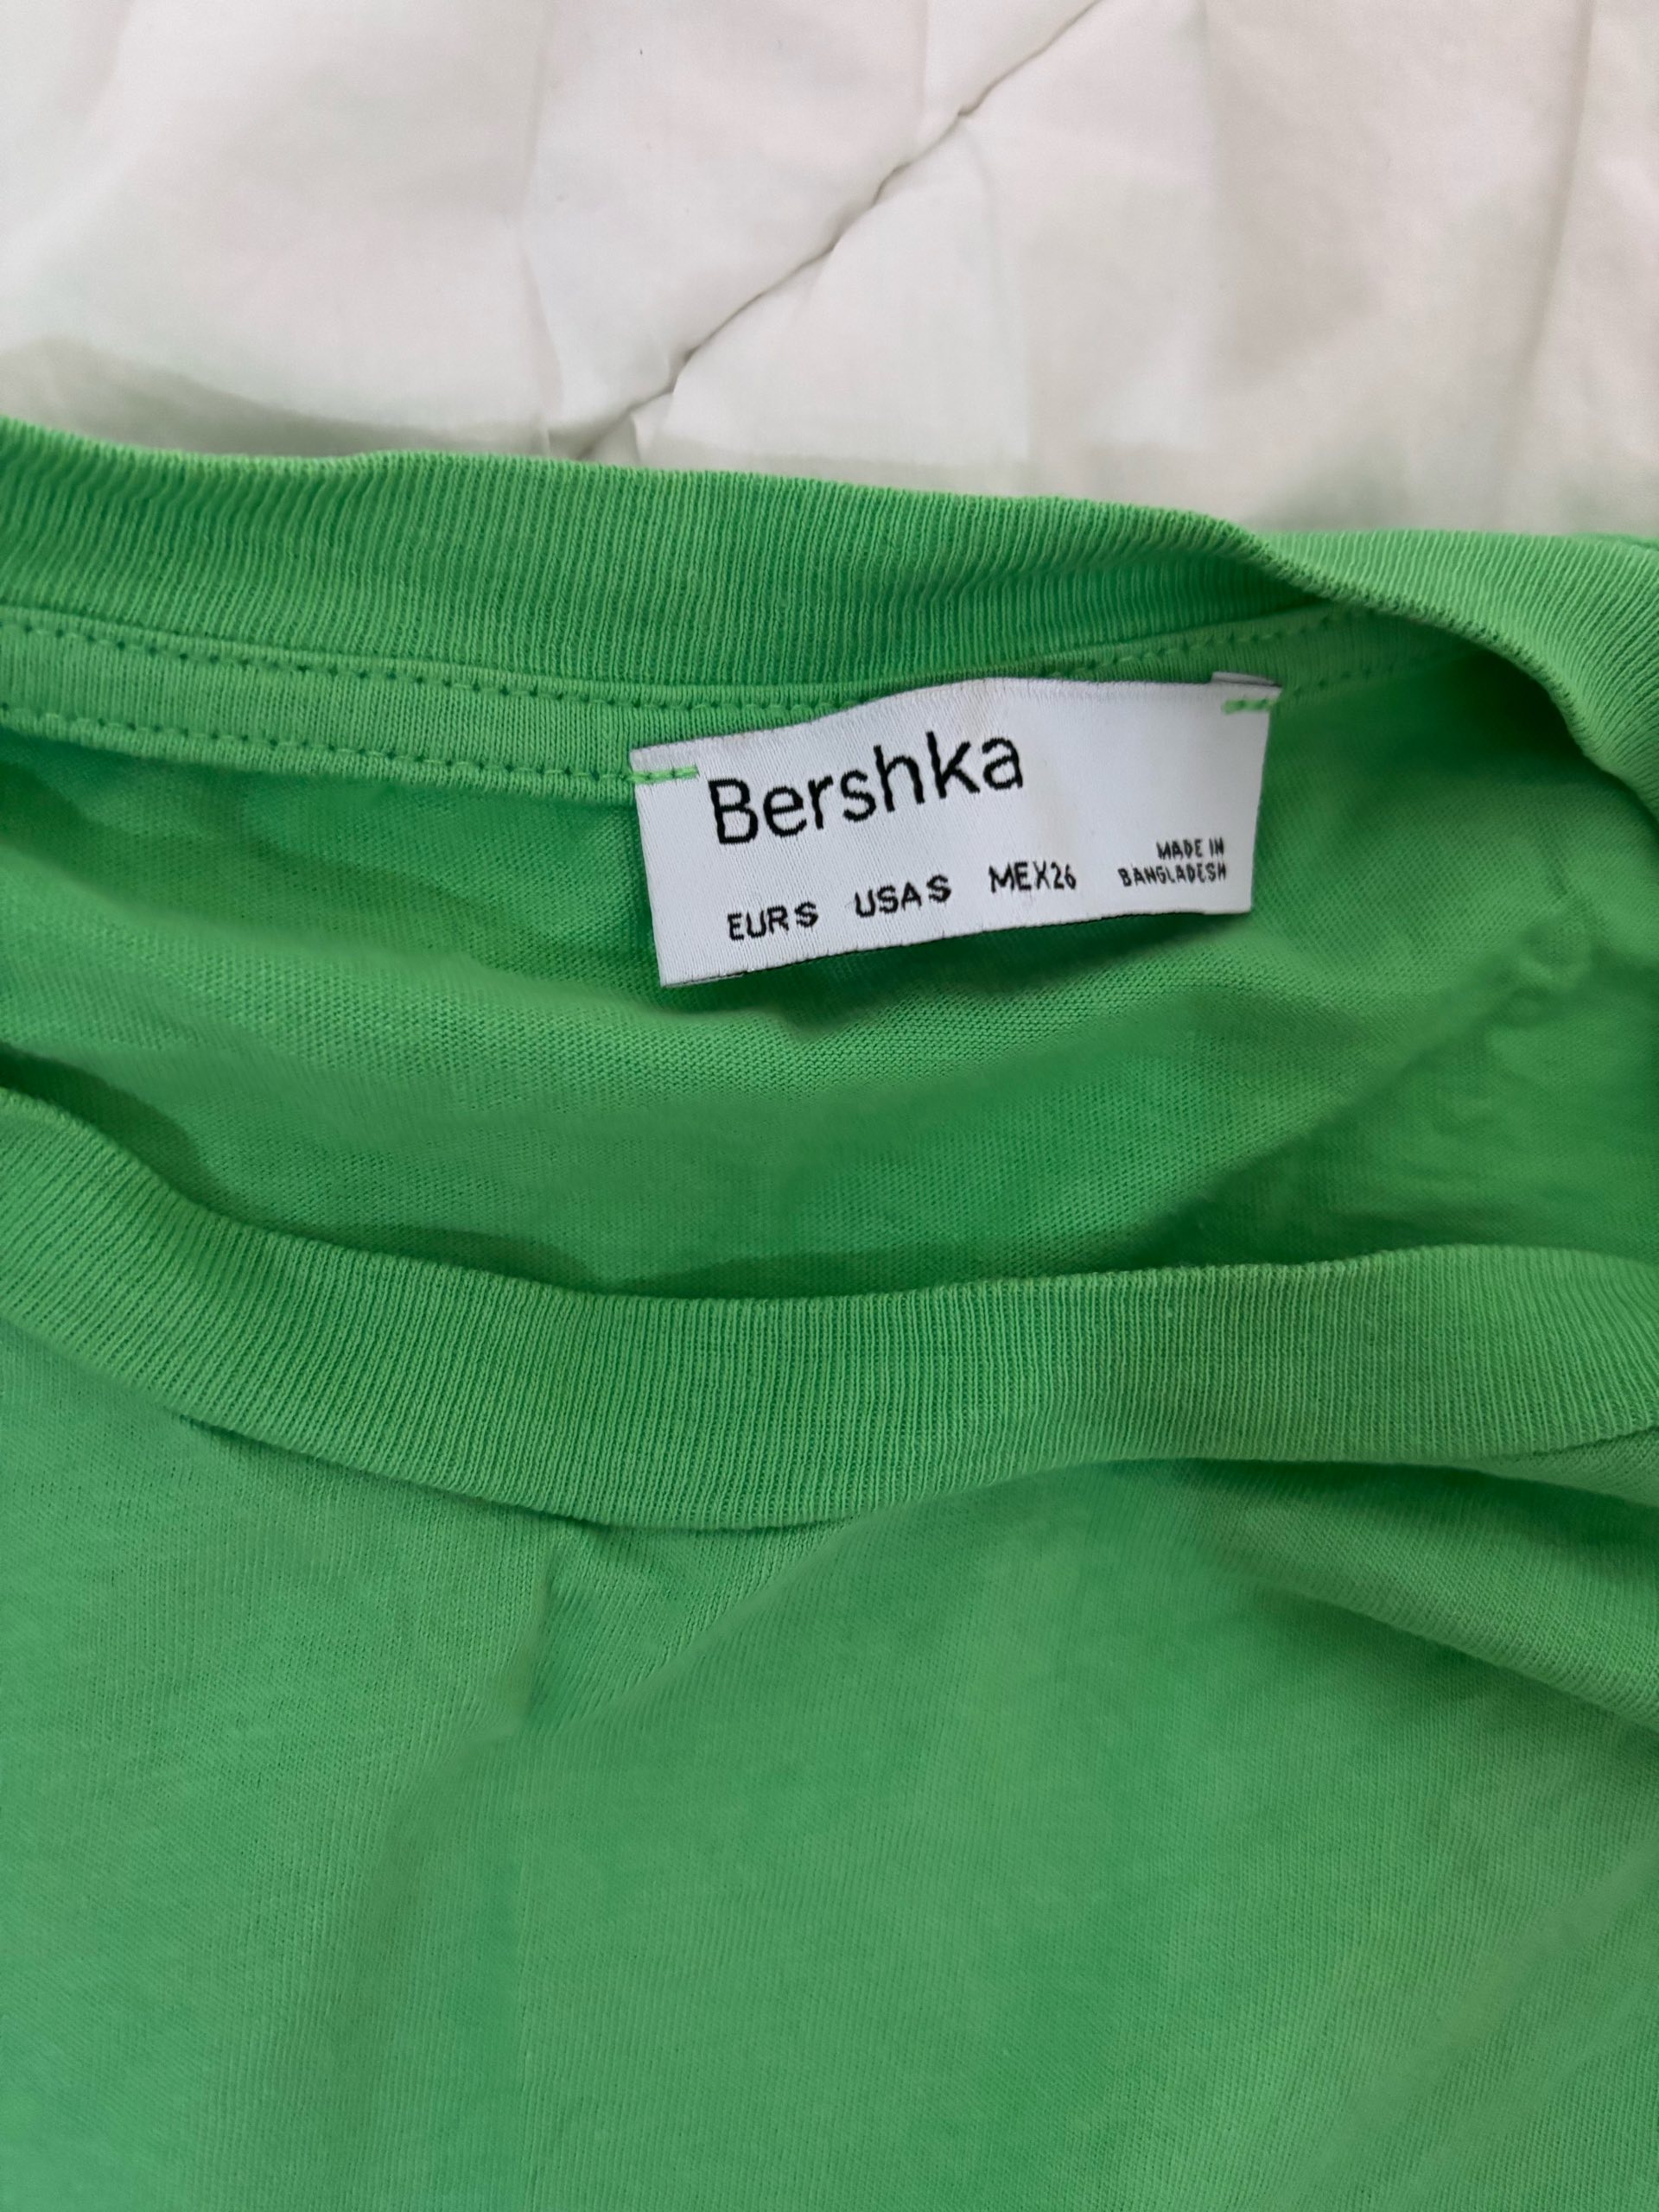 Bershka
EUR S USA S MEX 26 MADE IN
BANGLADESH